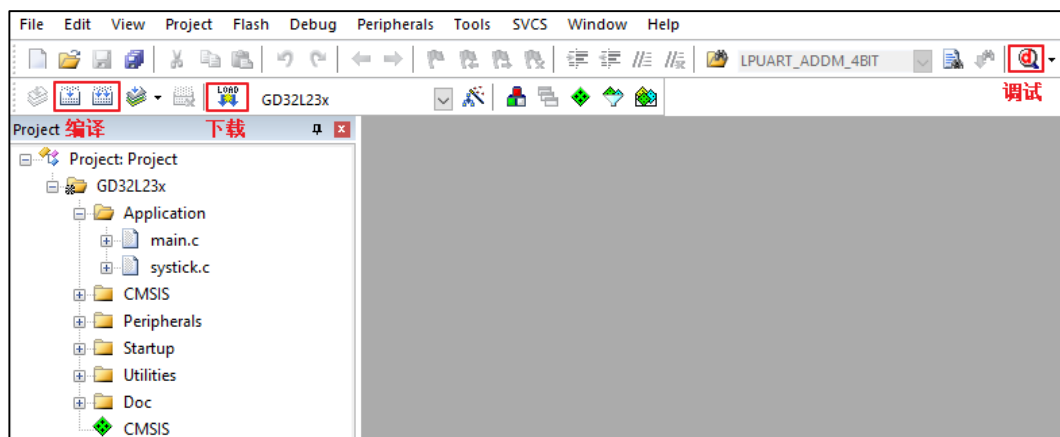 File Edit View Project Flash Debug Peripherals Tools SVCS Window Help
LPUART_ADDM_4BIT
LOAD
GD32L23x
调试
Project 编译 下载
Project: Project
GD32L23x
Application
main.c
systick.c
CMSIS
Peripherals
Startup
Utilities
Doc
CMSIS